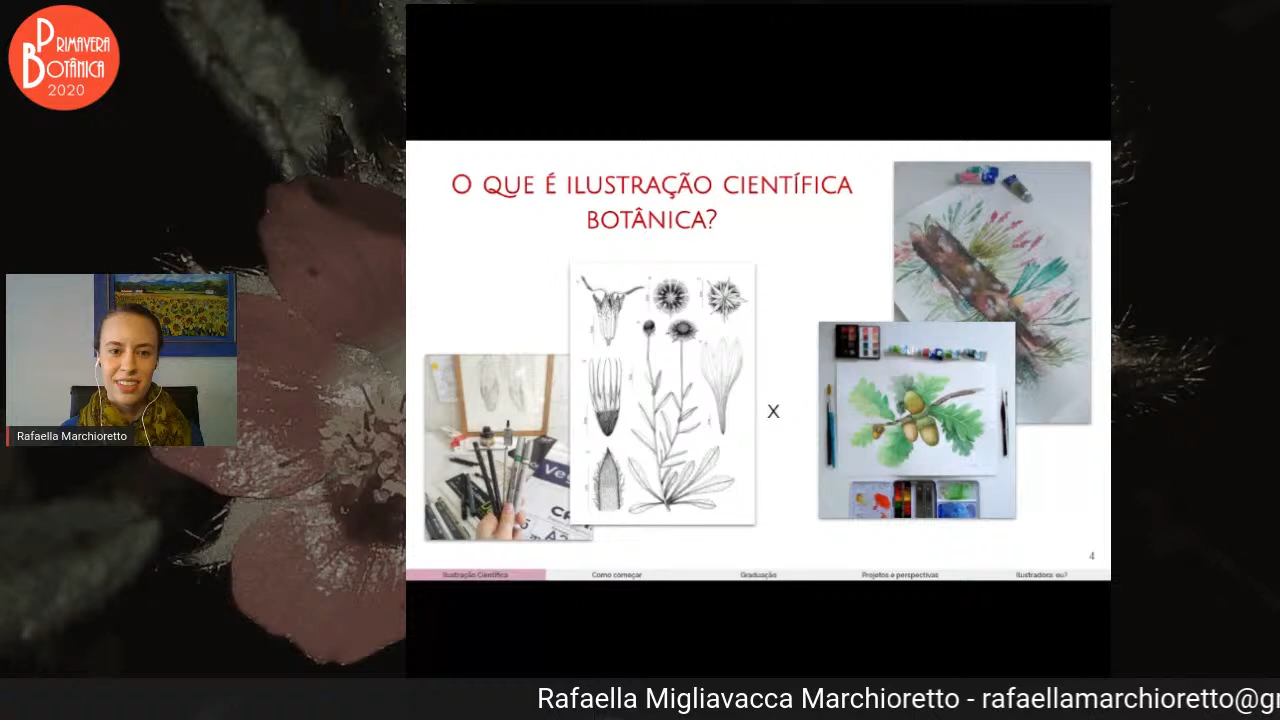 PRIMAVERA
BOTÂNICA
2020
O QUE É ILUSTRAÇÃO CIENTÍFICA
BOTÂNICA?
X
Rafaella Marchioretto
4
Ilustração Científica
Como começar
Graduação
Projetos e perspectivas
Ilustradora: eu?
Rafaella Migliavacca Marchioretto - rafaellamarchioretto@g